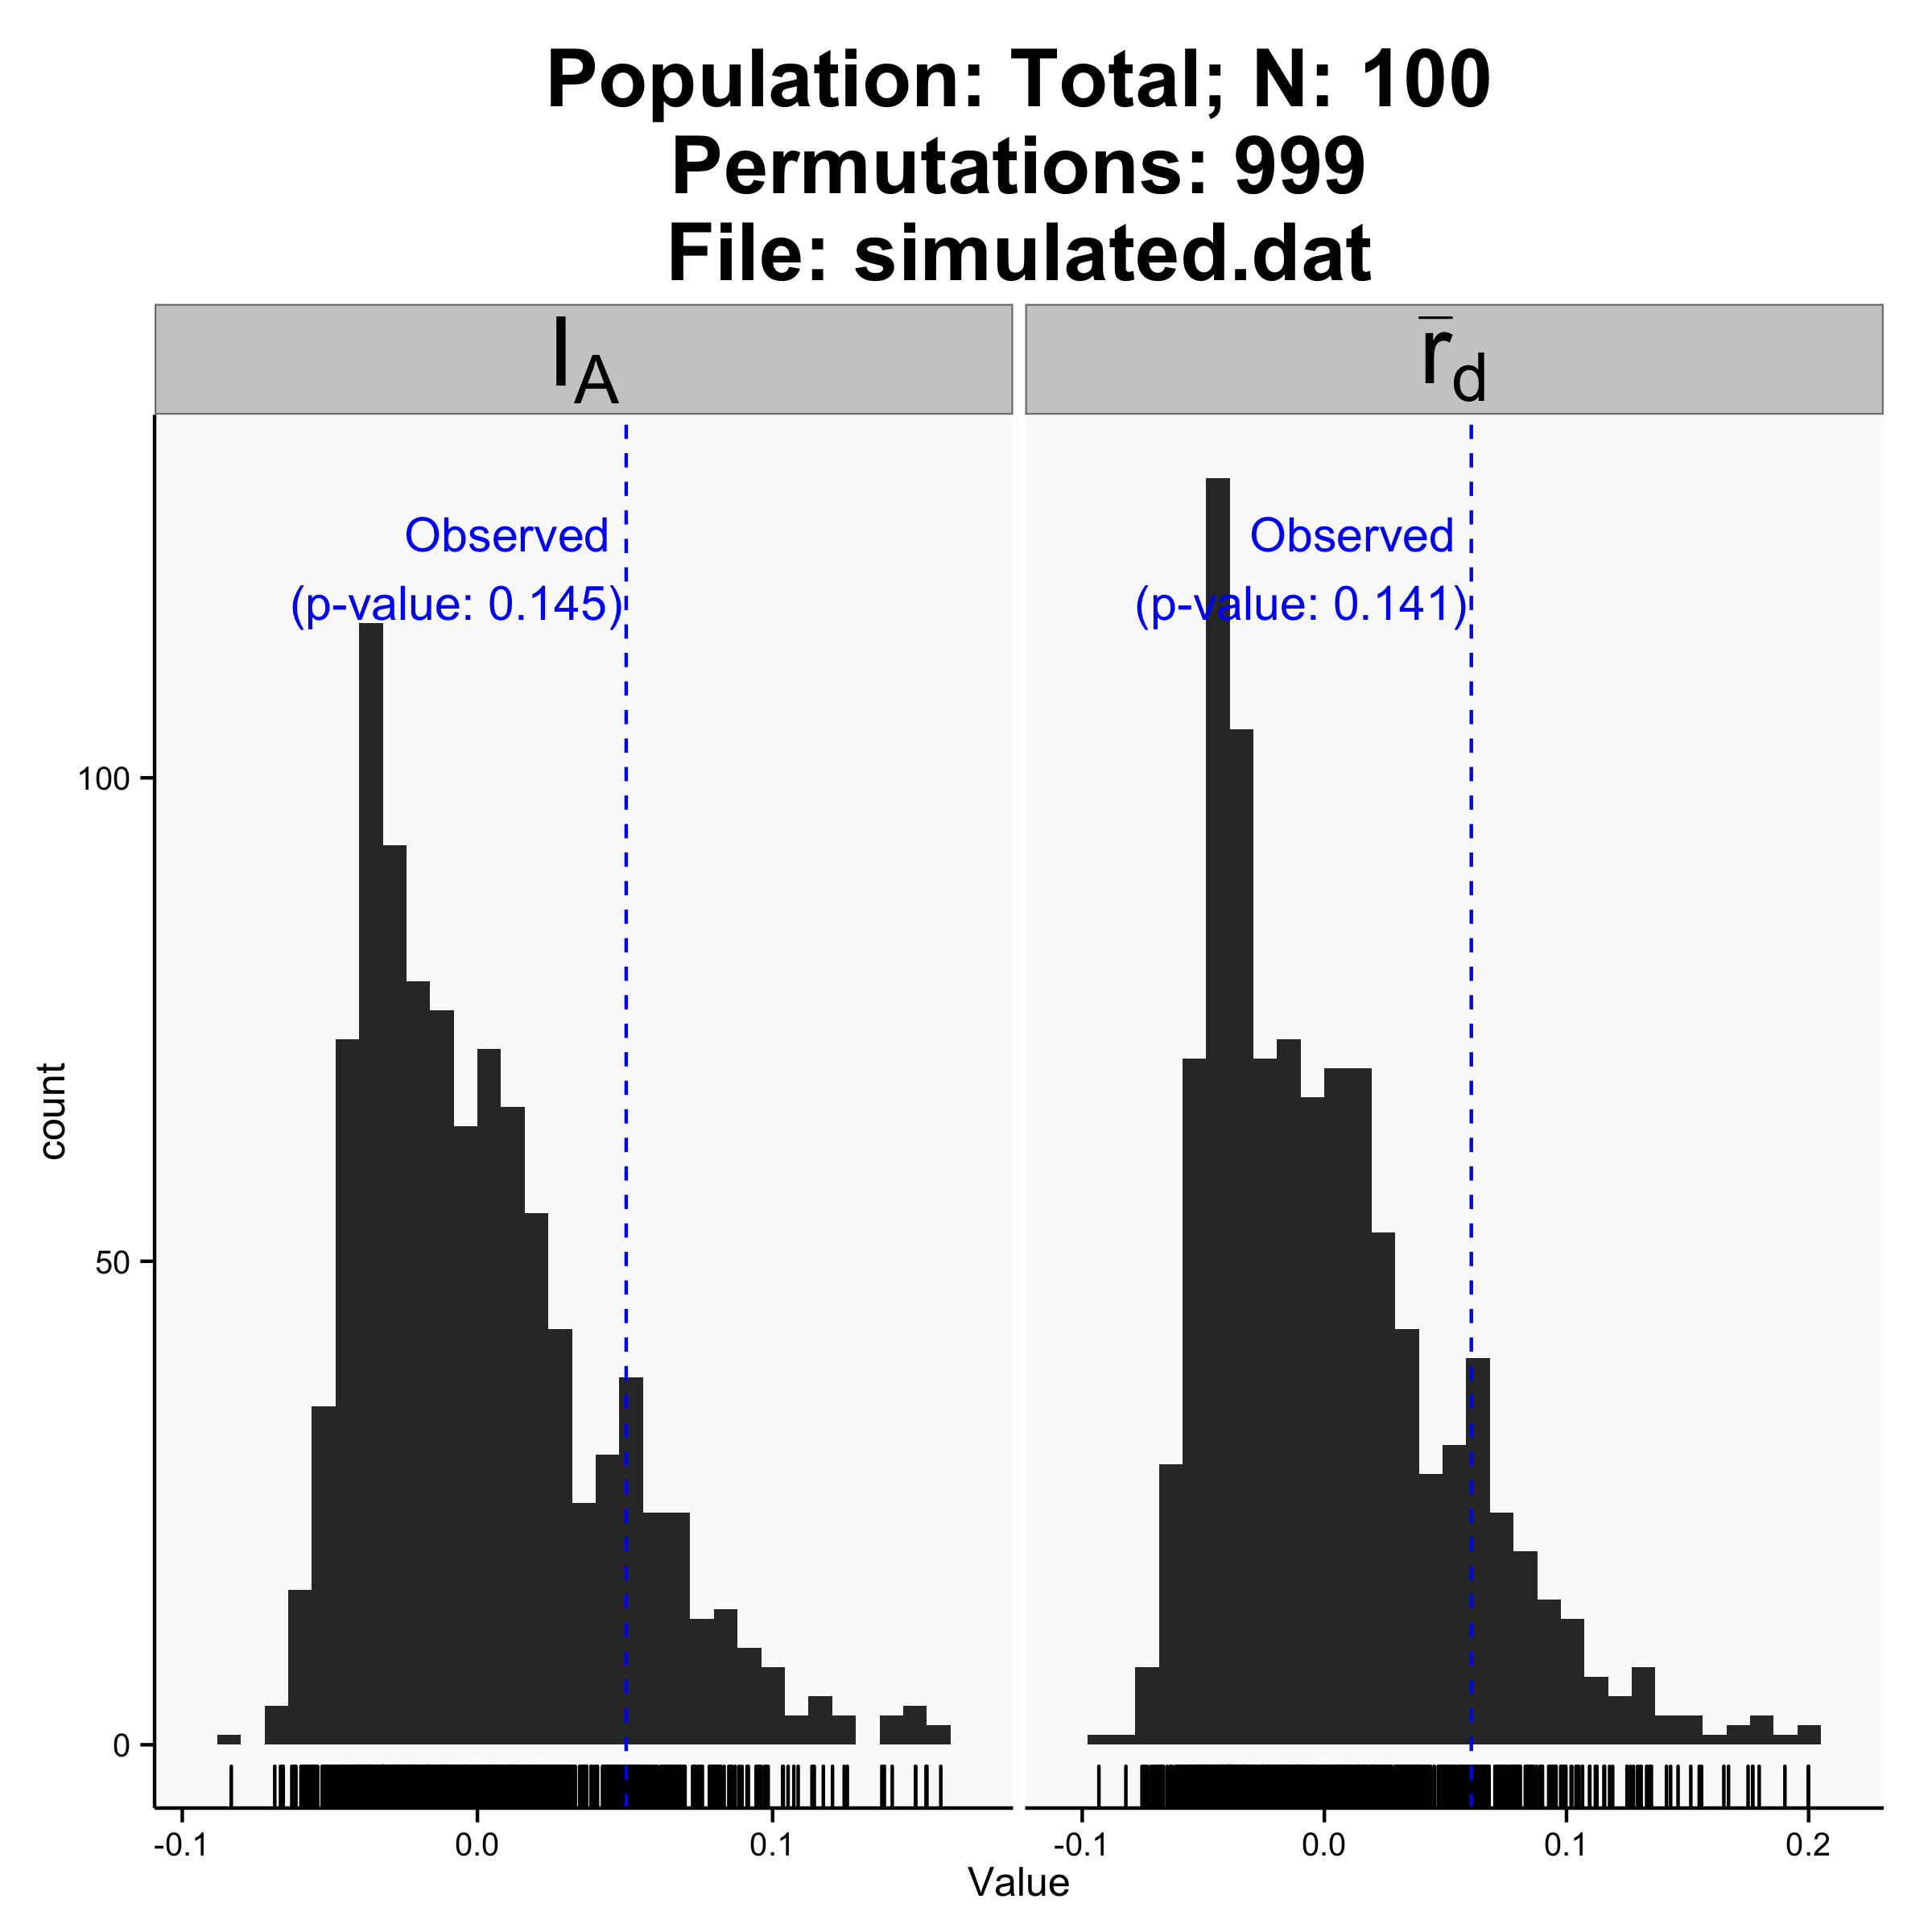 Population: Total; N: 100
Permutations: 999
File: simulated.dat
I_A
r̅_d
Observed
(p-value: 0.145)
Observed
(p-value: 0.141)
100
50
0
count
-0.1 0.0 0.1
-0.1 0.0 0.1 0.2
Value